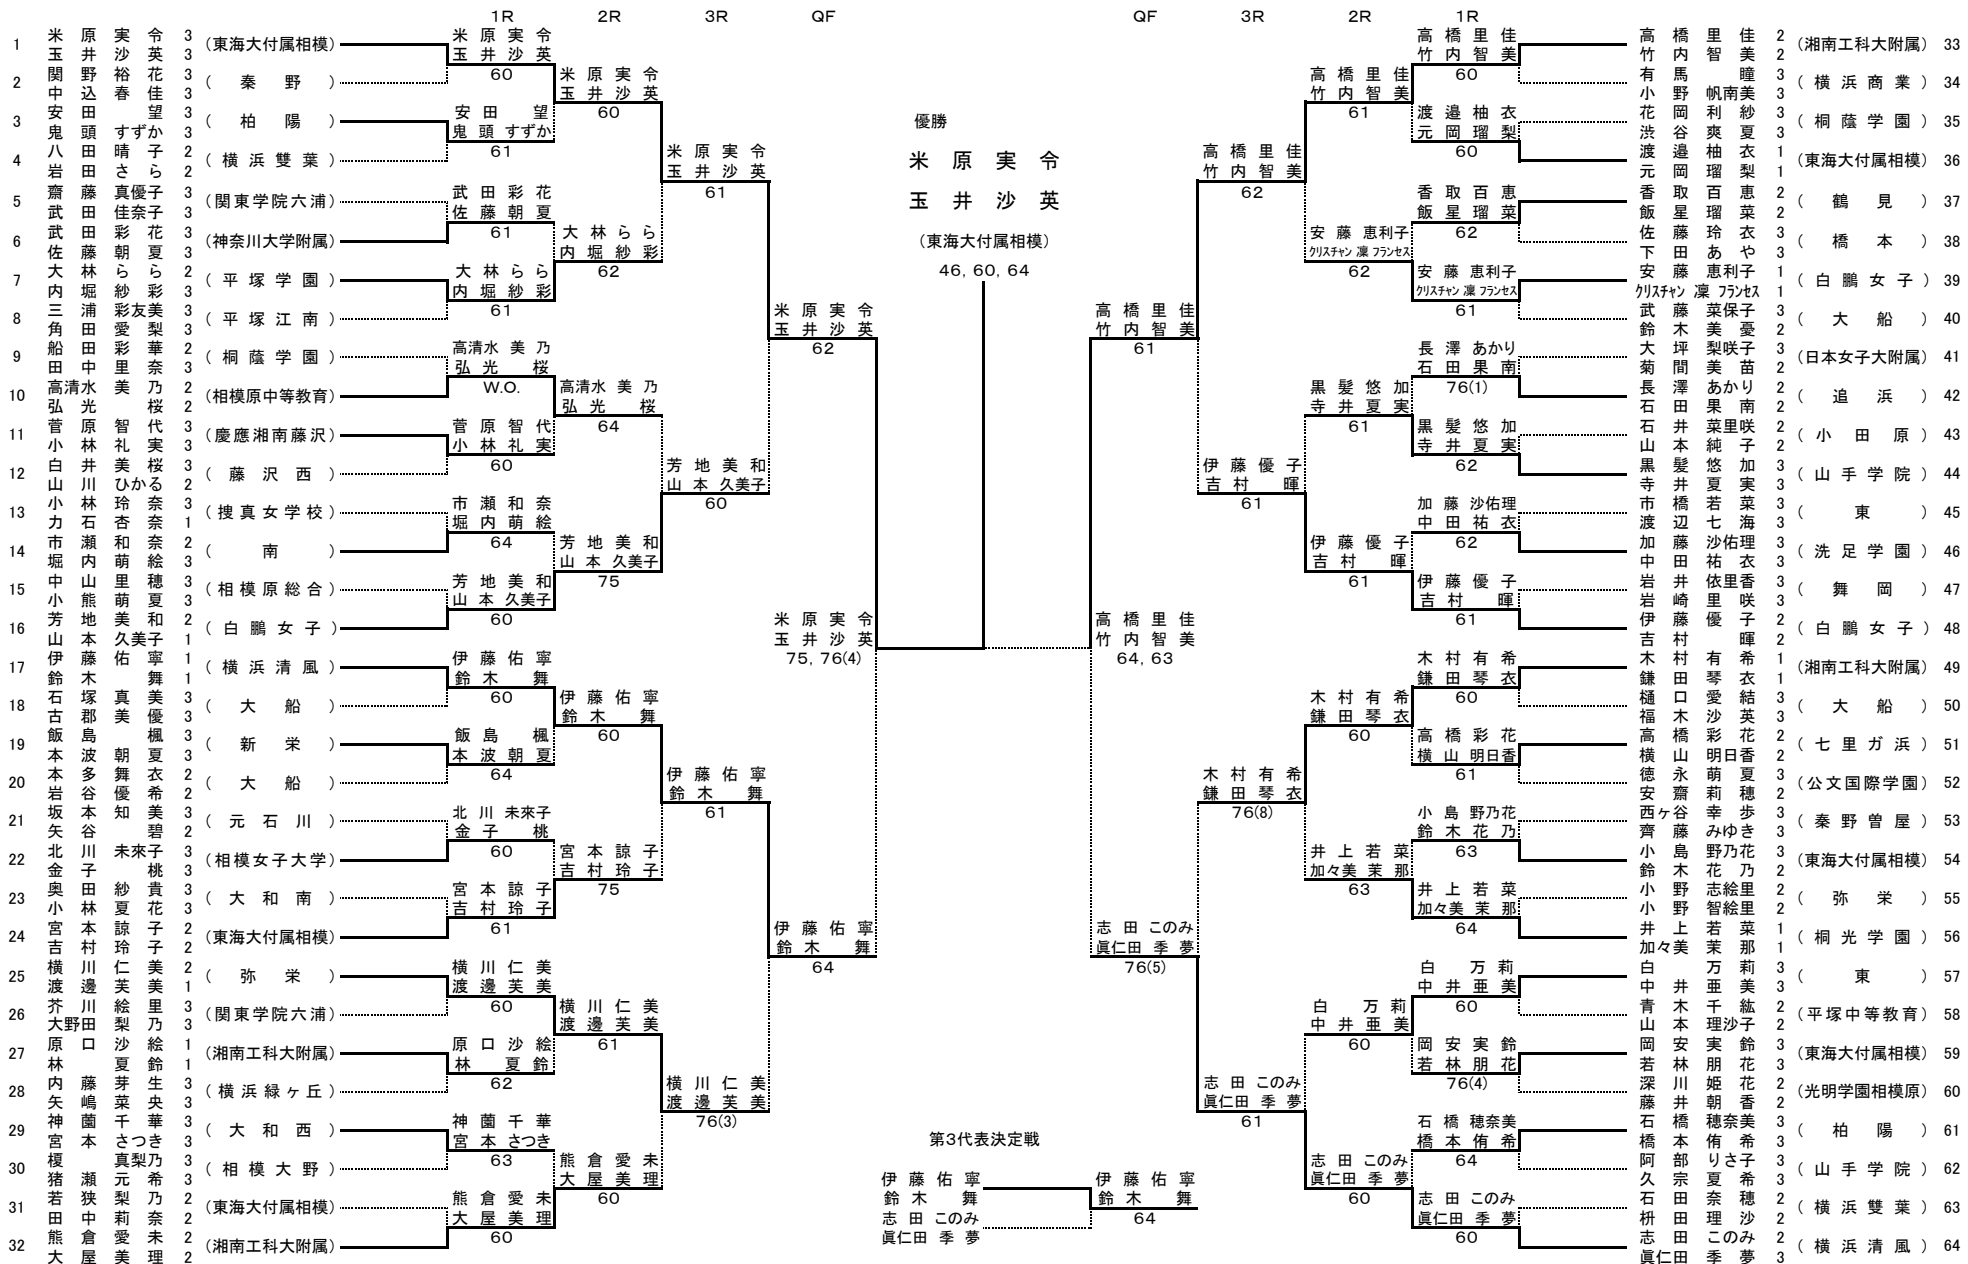 1R 2R 3R QF QF 3R 2R 1R
1 米原実令 3 玉井沙英 3 (東海大付属相模)
2 関野裕花 3 中込春佳 3 (秦野)
3 安田望 3 鬼頭すずか 3 (柏陽)
4 八田晴子 2 岩田さら 2 (横浜雙葉)
5 齋藤真優子 3 武田佳奈子 3 (関東学院六浦)
6 武田彩花 3 佐藤朝夏 3 (神奈川大学附属)
7 大林らら 2 内堀紗彩 3 (平塚学園)
8 三浦彩友美 3 角田愛梨 3 (平塚江南)
9 船田彩華 2 田中里奈 3 (桐蔭学園)
10 高清水美乃 2 弘光桜 2 (相模原中等教育)
11 菅原智代 3 小林礼実 3 (慶應湘南藤沢)
12 白井美桜 3 山川ひかる 2 (藤沢西)
13 小林玲奈 3 力石杏奈 1 (捜真女学校)
14 市瀬和奈 2 堀内萌絵 3 (南)
15 中山里穂 3 小熊萌夏 3 (相模原総合)
16 芳地美和 2 山本久美子 1 (白鵬女子)
17 伊藤佑寧 1 鈴木舞 1 (横浜清風)
18 石塚真美 3 古郡美優 3 (大船)
19 飯島楓 3 本波朝夏 3 (新栄)
20 本多舞衣 2 岩谷優希 2 (大船)
21 坂本知美 3 矢谷碧 2 (元石川)
22 北川未來子 3 金子桃 3 (相模女子大学)
23 奥田紗貴 3 小林夏花 3 (大和南)
24 宮本諒子 2 吉村玲子 2 (東海大付属相模)
25 横川仁美 2 渡邊芙美 1 (弥栄)
26 芥川絵里 3 大野田梨乃 3 (関東学院六浦)
27 原口沙絵 1 林夏鈴 1 (湘南工科大附属)
28 内藤芽生 3 矢嶋菜央 3 (横浜緑ヶ丘)
29 神薗千華 3 宮本さつき 3 (大和西)
30 榎真梨乃 3 猪瀬元希 3 (相模大野)
31 若狭梨乃 2 田中莉奈 2 (東海大付属相模)
32 熊倉愛未 2 大屋美理 2 (湘南工科大附属)
米原実令 玉井沙英 60
安田望 鬼頭すずか 61
武田彩花 佐藤朝夏 61
大林らら 内堀紗彩 61
高清水美乃 弘光桜 W.O.
菅原智代 小林礼実 60
市瀬和奈 堀内萌絵 64
芳地美和 山本久美子 60
伊藤佑寧 鈴木舞 60
飯島楓 本波朝夏 64
北川未來子 金子桃 60
宮本諒子 吉村玲子 61
横川仁美 渡邊芙美 60
原口沙絵 林夏鈴 62
神薗千華 宮本さつき 63
熊倉愛未 大屋美理 60
米原実令 玉井沙英 60
大林らら 内堀紗彩 62
高清水美乃 弘光桜 64
芳地美和 山本久美子 75
伊藤佑寧 鈴木舞 60
宮本諒子 吉村玲子 75
横川仁美 渡邊芙美 61
熊倉愛未 大屋美理 60
米原実令 玉井沙英 61
芳地美和 山本久美子 60
伊藤佑寧 鈴木舞 61
横川仁美 渡邊芙美 76(3)
米原実令 玉井沙英 62
伊藤佑寧 鈴木舞 64
米原実令 玉井沙英 75, 76(4)
優勝
米原実令
玉井沙英
(東海大付属相模)
46, 60, 64
第3代表決定戦
伊藤佑寧 鈴木舞
志田このみ 眞仁田季夢
伊藤佑寧 鈴木舞 64
高橋里佳 竹内智美 64, 63
高橋里佳 竹内智美 61
志田このみ 眞仁田季夢 76(5)
高橋里佳 竹内智美 62
伊藤優子 吉村暉 61
木村有希 鎌田琴衣 76(8)
志田このみ 眞仁田季夢 61
高橋里佳 竹内智美 61
安藤恵利子 クリスチャン凜フランセス 62
黒髪悠加 寺井夏実 61
伊藤優子 吉村暉 61
木村有希 鎌田琴衣 60
井上若菜 加々美茉那 63
白万莉 中井亜美 60
志田このみ 眞仁田季夢 60
高橋里佳 竹内智美 60
渡邉柚衣 元岡瑠梨 60
香取百恵 飯星瑠菜 62
安藤恵利子 クリスチャン凜フランセス 61
長澤あかり 石田果南 76(1)
黒髪悠加 寺井夏実 62
加藤沙佑理 中田祐衣 62
伊藤優子 吉村暉 61
木村有希 鎌田琴衣 60
高橋彩花 横山明日香 61
小島野乃花 鈴木花乃 63
井上若菜 加々美茉那 64
白万莉 中井亜美 60
岡安実鈴 若林朋花 76(4)
石橋穂奈美 橋本侑希 64
志田このみ 眞仁田季夢 60
高橋里佳 2 竹内智美 2 (湘南工科大附属) 33
有馬瞳 3 小野帆南美 3 (横浜商業) 34
花岡利紗 3 渋谷爽夏 3 (桐蔭学園) 35
渡邉柚衣 1 元岡瑠梨 1 (東海大付属相模) 36
香取百恵 2 飯星瑠菜 2 (鶴見) 37
佐藤玲衣 3 下田あや 3 (橋本) 38
安藤恵利子 1 クリスチャン凜フランセス 1 (白鵬女子) 39
武藤菜保子 3 鈴木美憂 2 (大船) 40
大坪梨咲子 3 菊間美苗 2 (日本女子大附属) 41
長澤あかり 2 石田果南 2 (追浜) 42
石井菜里咲 2 山本純子 2 (小田原) 43
黒髪悠加 3 寺井夏実 3 (山手学院) 44
市橋若菜 3 渡辺七海 3 (東) 45
加藤沙佑理 3 中田祐衣 3 (洗足学園) 46
岩井依里香 3 岩崎里咲 3 (舞岡) 47
伊藤優子 2 吉村暉 2 (白鵬女子) 48
木村有希 1 鎌田琴衣 1 (湘南工科大附属) 49
樋口愛結 3 福木沙英 3 (大船) 50
高橋彩花 2 横山明日香 2 (七里ガ浜) 51
徳永萌夏 3 安齋莉穂 2 (公文国際学園) 52
西ヶ谷幸歩 3 齊藤みゆき 3 (秦野曽屋) 53
小島野乃花 3 鈴木花乃 2 (東海大付属相模) 54
小野志絵里 2 小野智絵里 2 (弥栄) 55
井上若菜 1 加々美茉那 1 (桐光学園) 56
白万莉 3 中井亜美 3 (東) 57
青木千紘 2 山本理沙子 2 (平塚中等教育) 58
岡安実鈴 3 若林朋花 3 (東海大付属相模) 59
深川姫花 2 藤井朝香 2 (光明学園相模原) 60
石橋穂奈美 3 橋本侑希 3 (柏陽) 61
阿部りさ子 3 久宗夏希 3 (山手学院) 62
石田奈穂 2 枡田理沙 2 (横浜雙葉) 63
志田このみ 2 眞仁田季夢 3 (横浜清風) 64